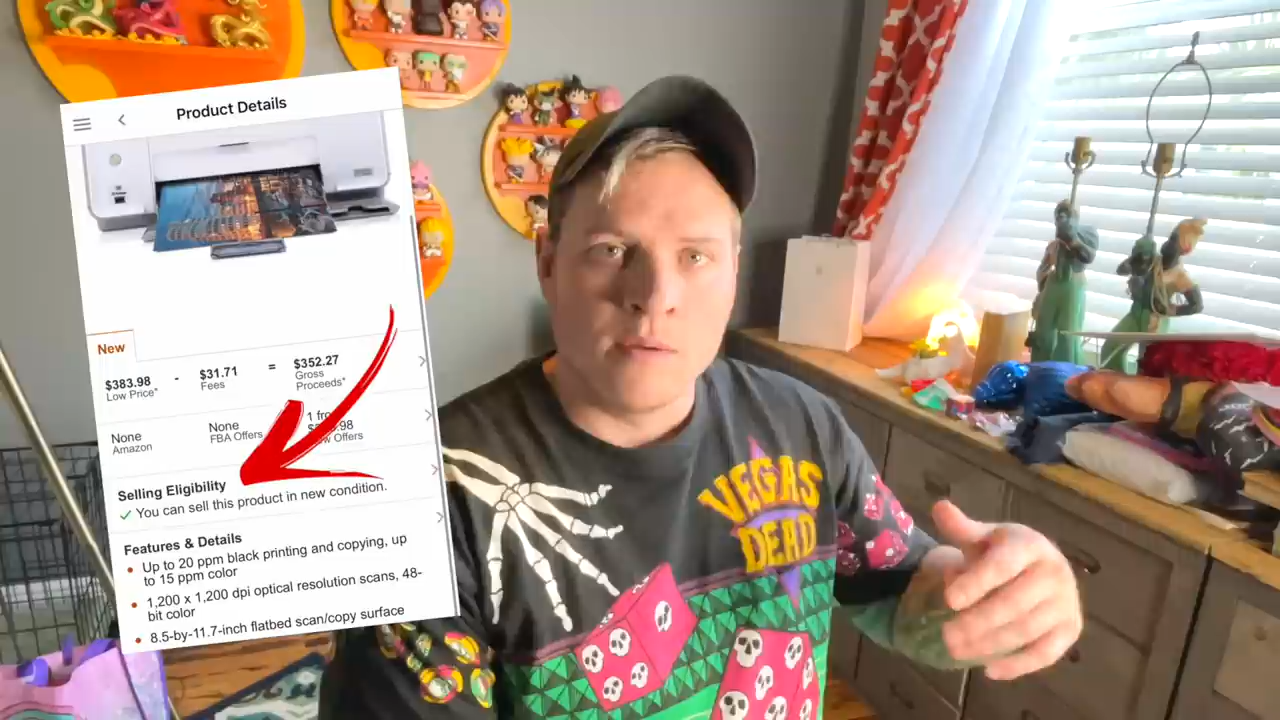 Product Details
New
$383.98 - $31.71 = $352.27
Low Price* Fees Gross
Proceeds*
None None
Amazon FBA Offers
Selling Eligibility
✓ You can sell this product in new condition.
Features & Details
• Up to 20 ppm black printing and copying, up
to 15 ppm color
• 1,200 x 1,200 dpi optical resolution scans, 48-
bit color
• 8.5-by-11.7-inch flatbed scan/copy surface
VEGAS
DEAD